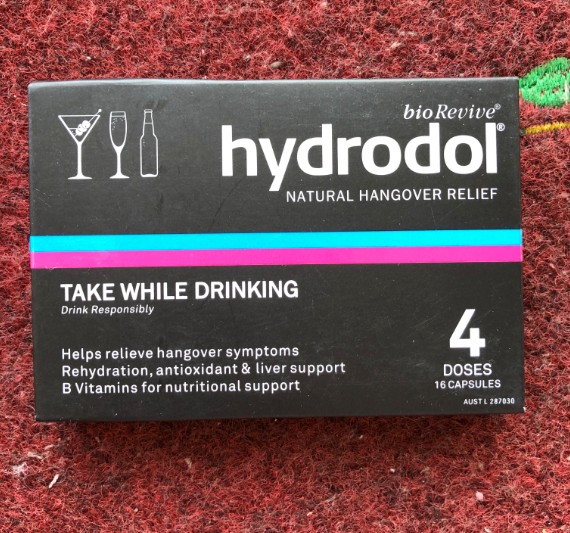 bioRevive®
hydrodol®
NATURAL HANGOVER RELIEF
TAKE WHILE DRINKING
Drink Responsibly
Helps relieve hangover symptoms
Rehydration, antioxidant & liver support
B Vitamins for nutritional support
4
DOSES
16 CAPSULES
AUST L 287030